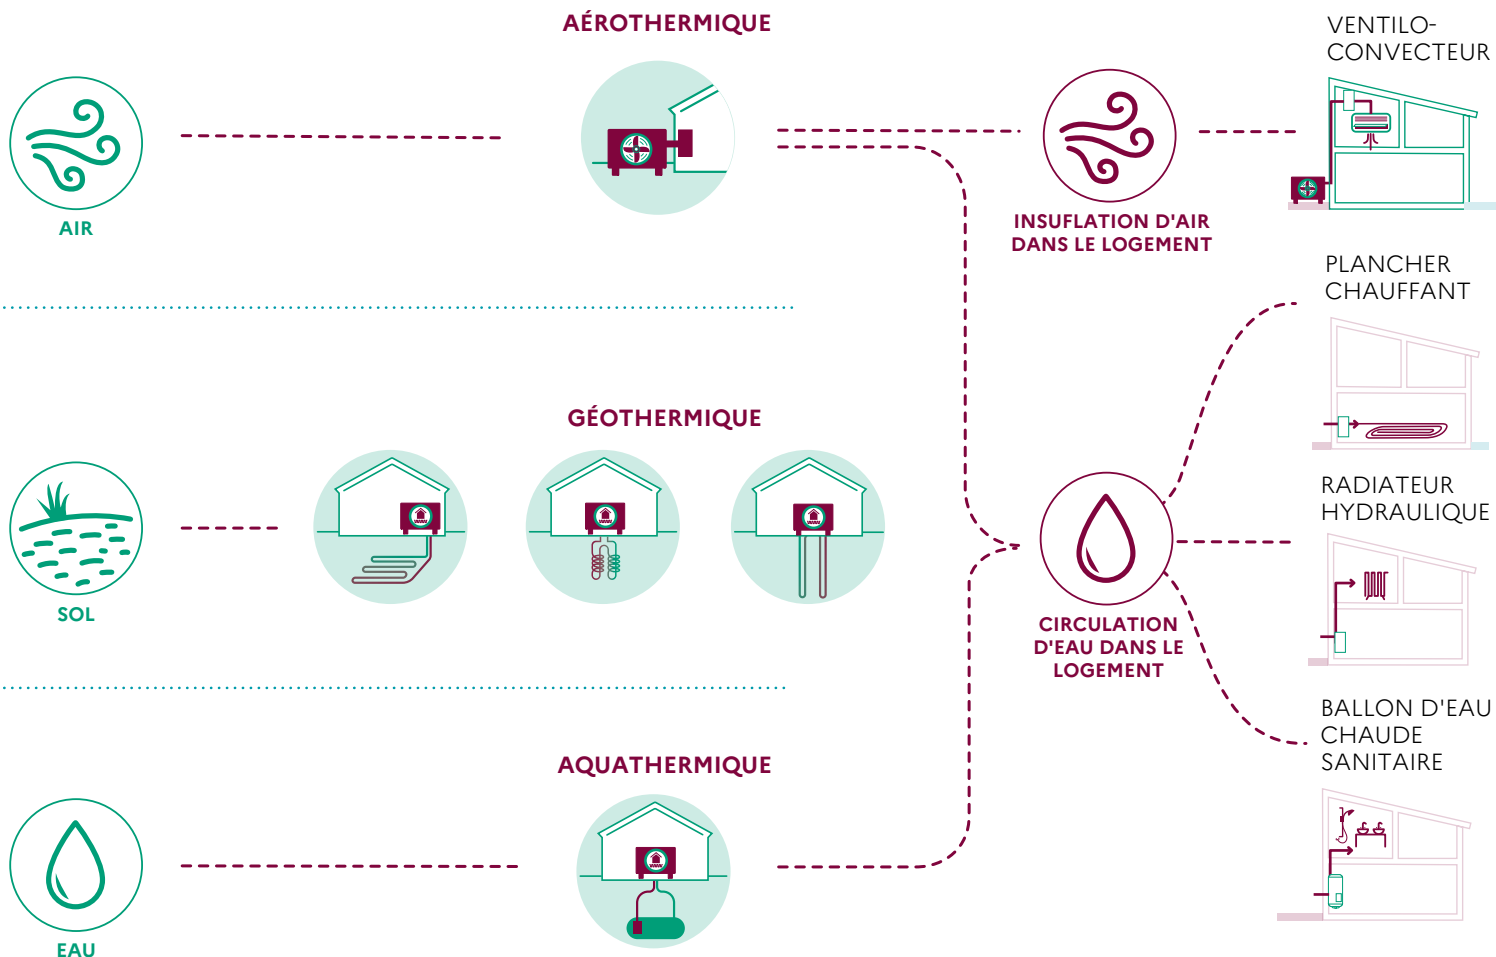 AÉROTHERMIQUE
AIR
INSUFLATION D'AIR
DANS LE LOGEMENT
VENTILO-
CONVECTEUR
PLANCHER
CHAUFFANT
GÉOTHERMIQUE
SOL
CIRCULATION
D'EAU DANS LE
LOGEMENT
RADIATEUR
HYDRAULIQUE
BALLON D'EAU
CHAUDE
SANITAIRE
AQUATHERMIQUE
EAU